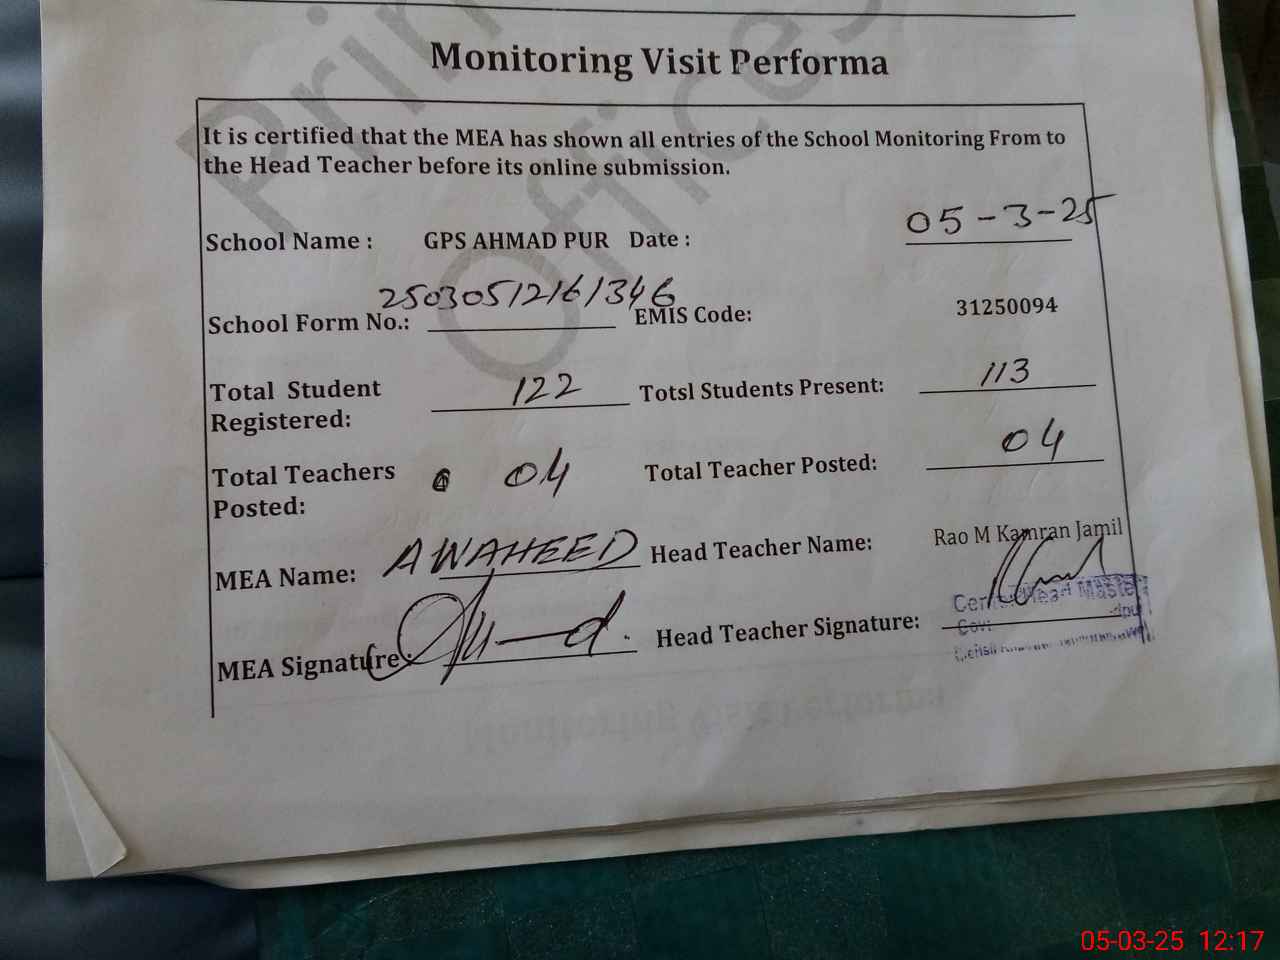 Monitoring Visit Performa
It is certified that the MEA has shown all entries of the School Monitoring From to
the Head Teacher before its online submission.
School Name : GPS AHMAD PUR Date : 05-3-25
School Form No.: 25030512161346 EMIS Code: 31250094
Total Student Registered: 122 Totsl Students Present: 113
Total Teachers Posted: 04 Total Teacher Posted: 04
MEA Name: A WAHEED Head Teacher Name: Rao M Kamran Jamil
MEA Signature: Head Teacher Signature:
Head Master
05-03-25 12:17